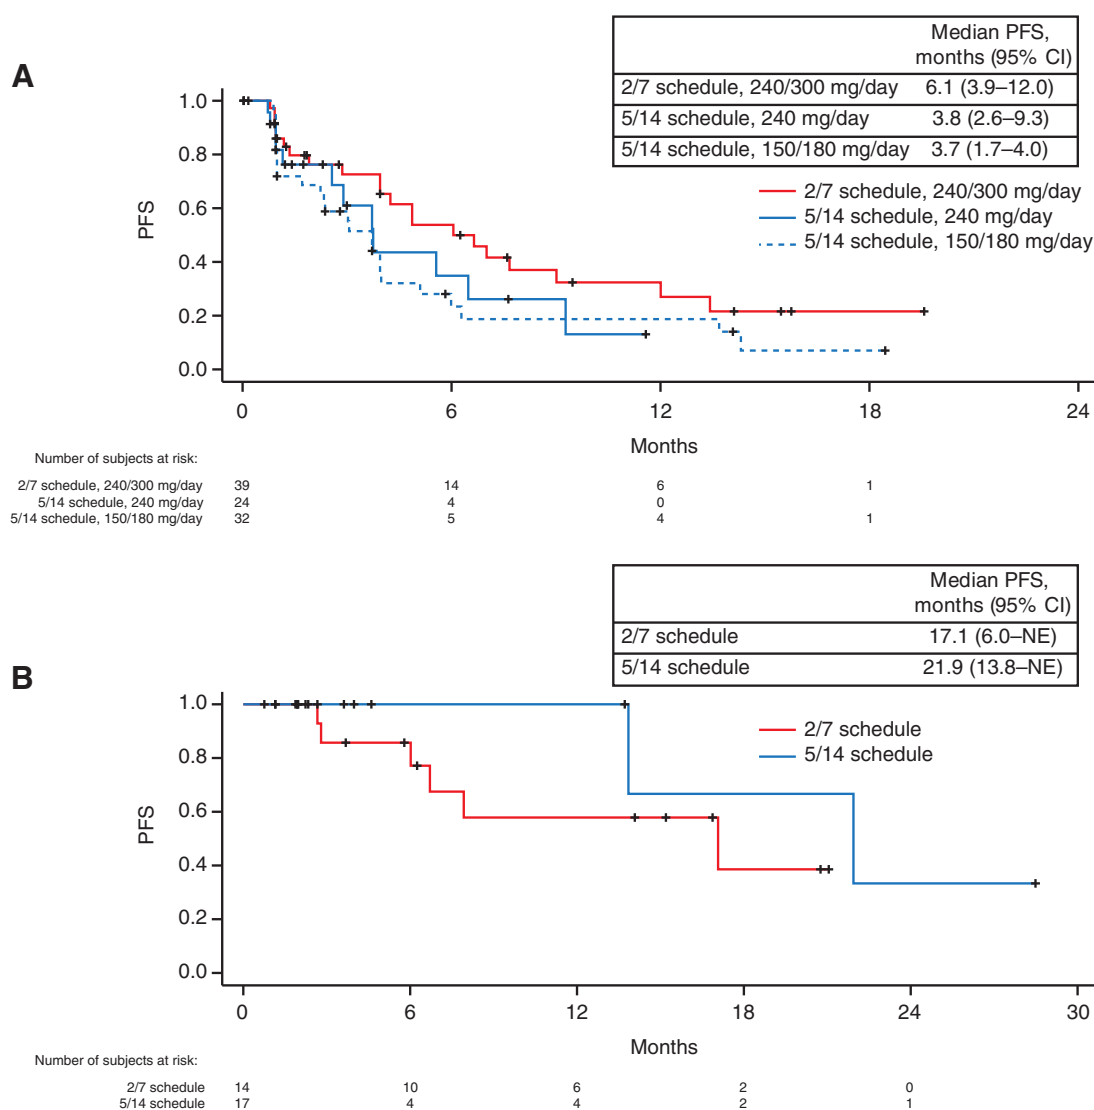 A
Median PFS,
months (95% CI)
2/7 schedule, 240/300 mg/day 6.1 (3.9–12.0)
5/14 schedule, 240 mg/day 3.8 (2.6–9.3)
5/14 schedule, 150/180 mg/day 3.7 (1.7–4.0)
2/7 schedule, 240/300 mg/day
5/14 schedule, 240 mg/day
5/14 schedule, 150/180 mg/day
PFS
1.0
0.8
0.6
0.4
0.2
0.0
0 6 12 18 24
Months
Number of subjects at risk:
2/7 schedule, 240/300 mg/day 39 14 6 1
5/14 schedule, 240 mg/day 24 4 0
5/14 schedule, 150/180 mg/day 32 5 4 1
B
Median PFS,
months (95% CI)
2/7 schedule 17.1 (6.0–NE)
5/14 schedule 21.9 (13.8–NE)
2/7 schedule
5/14 schedule
PFS
1.0
0.8
0.6
0.4
0.2
0.0
0 6 12 18 24 30
Months
Number of subjects at risk:
2/7 schedule 14 10 6 2 0
5/14 schedule 17 4 4 2 1